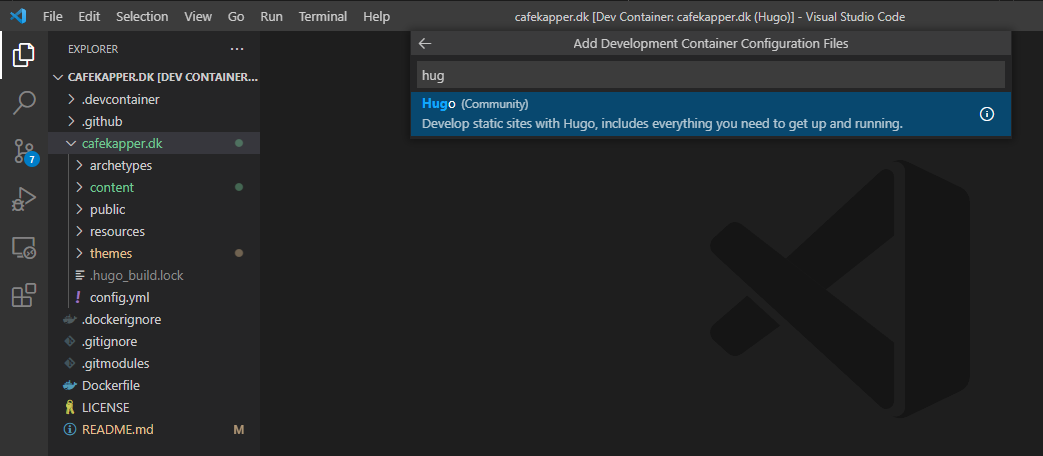 File Edit Selection View Go Run Terminal Help
cafekapper.dk [Dev Container: cafekapper.dk (Hugo)] - Visual Studio Code
EXPLORER
CAFEKAPPER.DK [DEV CONTAINER...
.devcontainer
.github
cafekapper.dk
archetypes
content
public
resources
themes
.hugo_build.lock
config.yml
.dockerignore
.gitignore
.gitmodules
Dockerfile
LICENSE
README.md M
7
Add Development Container Configuration Files
hug
Hugo (Community)
Develop static sites with Hugo, includes everything you need to get up and running.